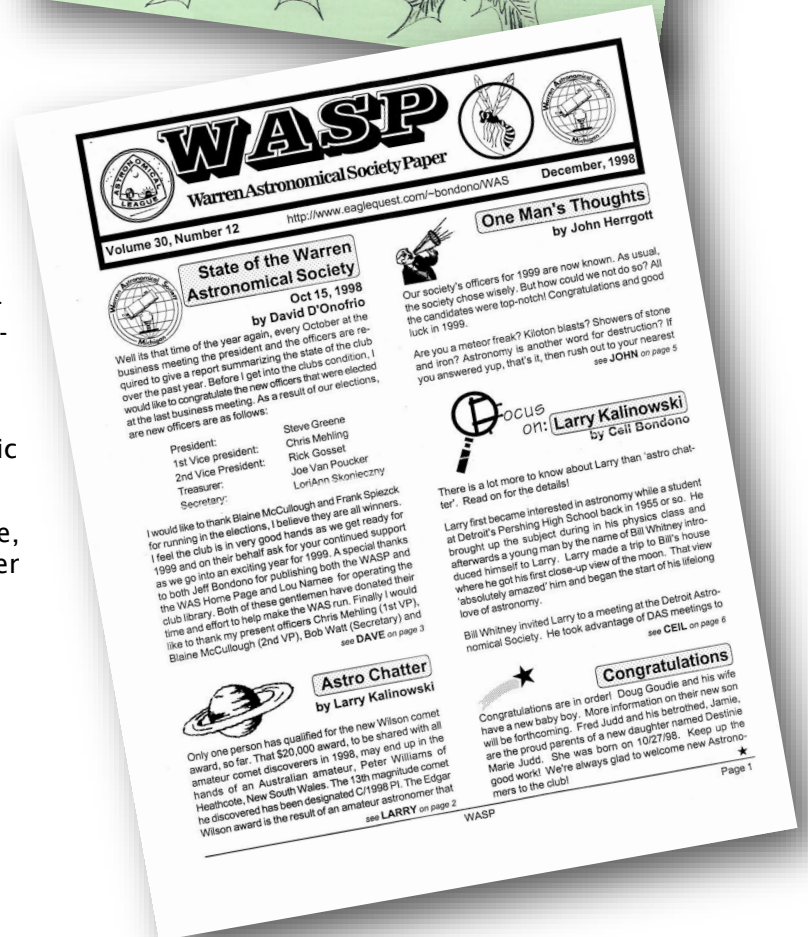 ic
e,
er
WASP
Warren Astronomical Society Paper
ASTRONOMICAL LEAGUE
Warren Astronomical Society
Michigan
Volume 30, Number 12
http://www.eaglequest.com/~bondono/WAS
December, 1998
Warren Astronomical Society
Michigan
State of the Warren
Astronomical Society
Oct 15, 1998
by David D'Onofrio
Well its that time of the year again, every October at the
business meeting the president and the officers are re-
quired to give a report summarizing the state of the club
over the past year. Before I get into the clubs condition, I
would like to congratulate the new officers that were elected
at the last business meeting. As a result of our elections,
are new officers are as follows:
President: Steve Greene
1st Vice president: Chris Mehling
2nd Vice President: Rick Gosset
Treasurer: Joe Van Poucker
Secretary: LoriAnn Skonieczny
I would like to thank Blaine McCullough and Frank Spiezck
for running in the elections, I believe they are all winners.
I feel the club is in very good hands as we get ready for
1999 and on their behalf ask for your continued support
as we go into an exciting year for 1999. A special thanks
to both Jeff Bondono for publishing both the WASP and
the WAS Home Page and Lou Namee for operating the
club library. Both of these gentlemen have donated their
time and effort to help make the WAS run. Finally I would
like to thank my present officers Chris Mehling (1st VP),
Blaine McCullough (2nd VP), Bob Watt (Secretary) and
see DAVE on page 3
Astro Chatter
by Larry Kalinowski
Only one person has qualified for the new Wilson comet
award, so far. That $20,000 award, to be shared with all
amateur comet discoverers in 1998, may end up in the
hands of an Australian amateur, Peter Williams of
Heathcote, New South Wales. The 13th magnitude comet
he discovered has been designated C/1998 PI. The Edgar
Wilson award is the result of an amateur astronomer that
see LARRY on page 2
One Man's Thoughts
by John Herrgott
Our society's officers for 1999 are now known. As usual,
the society chose wisely. But how could we not do so? All
the candidates were top-notch! Congratulations and good
luck in 1999.
Are you a meteor freak? Kiloton blasts? Showers of stone
and iron? Astronomy is another word for destruction? If
you answered yup, that's it, then rush out to your nearest
see JOHN on page 5
Focus
on: Larry Kalinowski
by Ceil Bondono
There is a lot more to know about Larry than 'astro chat-
ter'. Read on for the details!
Larry first became interested in astronomy while a student
at Detroit's Pershing High School back in 1955 or so. He
brought up the subject during in his physics class and
afterwards a young man by the name of Bill Whitney intro-
duced himself to Larry. Larry made a trip to Bill's house
where he got his first close-up view of the moon. That view
'absolutely amazed' him and began the start of his lifelong
love of astronomy.
Bill Whitney invited Larry to a meeting at the Detroit Astro-
nomical Society. He took advantage of DAS meetings to
see CEIL on page 6
Congratulations
Congratulations are in order! Doug Goudie and his wife
have a new baby boy. More information on their new son
will be forthcoming. Fred Judd and his betrothed, Jamie,
are the proud parents of a new daughter named Destinie
Marie Judd. She was born on 10/27/98. Keep up the
good work! We're always glad to welcome new Astrono-
mers to the club!
WASP
Page 1